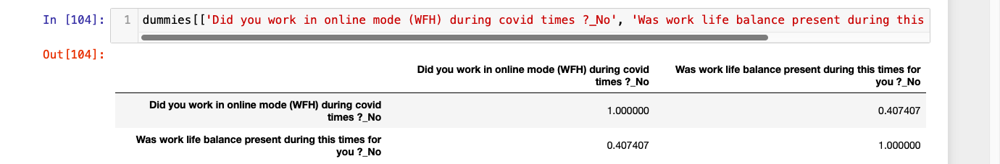 In [104]: 1 dummies[['Did you work in online mode (WFH) during covid times ?_No', 'Was work life balance present during this
Out[104]:
Did you work in online mode (WFH) during covid times ?_No
Was work life balance present during this times for you ?_No
Did you work in online mode (WFH) during covid times ?_No 1.000000 0.407407
Was work life balance present during this times for you ?_No 0.407407 1.000000